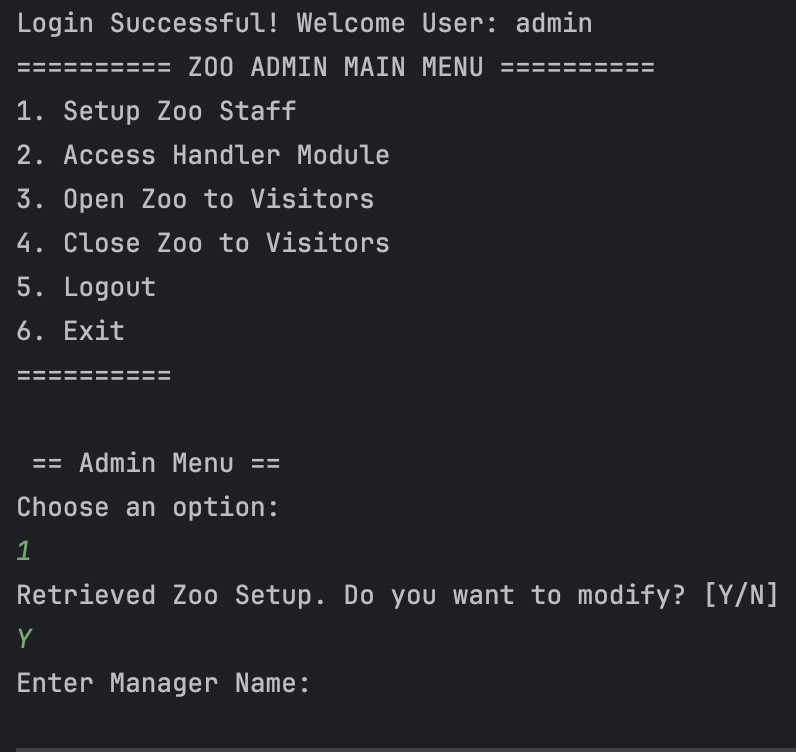 Login Successful! Welcome User: admin
========== ZOO ADMIN MAIN MENU ==========
1. Setup Zoo Staff
2. Access Handler Module
3. Open Zoo to Visitors
4. Close Zoo to Visitors
5. Logout
6. Exit
==========
== Admin Menu ==
Choose an option:
1
Retrieved Zoo Setup. Do you want to modify? [Y/N]
Y
Enter Manager Name: